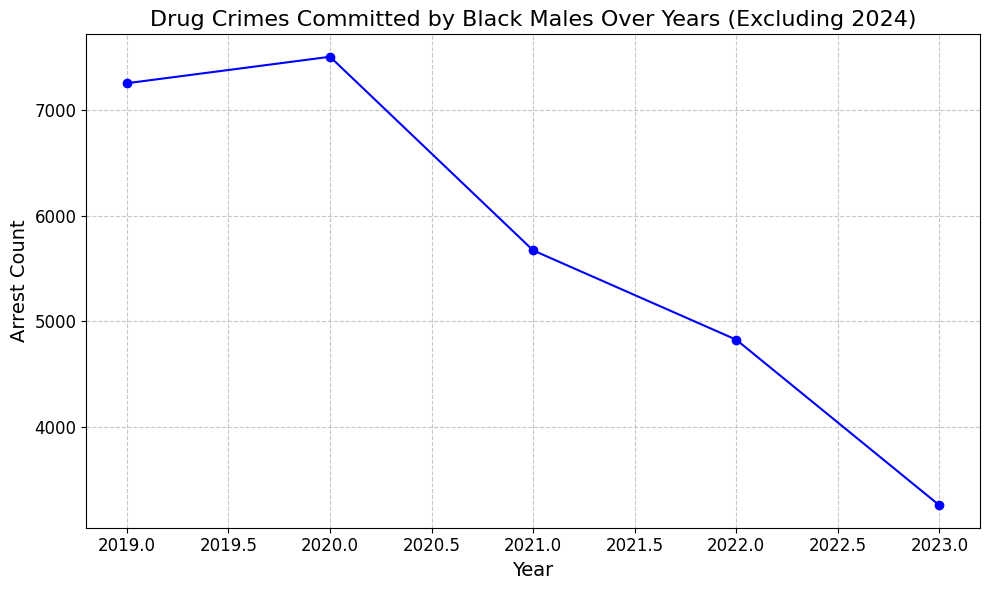 Drug Crimes Committed by Black Males Over Years (Excluding 2024)
7000
6000
5000
4000
Arrest Count
2019.0 2019.5 2020.0 2020.5 2021.0 2021.5 2022.0 2022.5 2023.0
Year